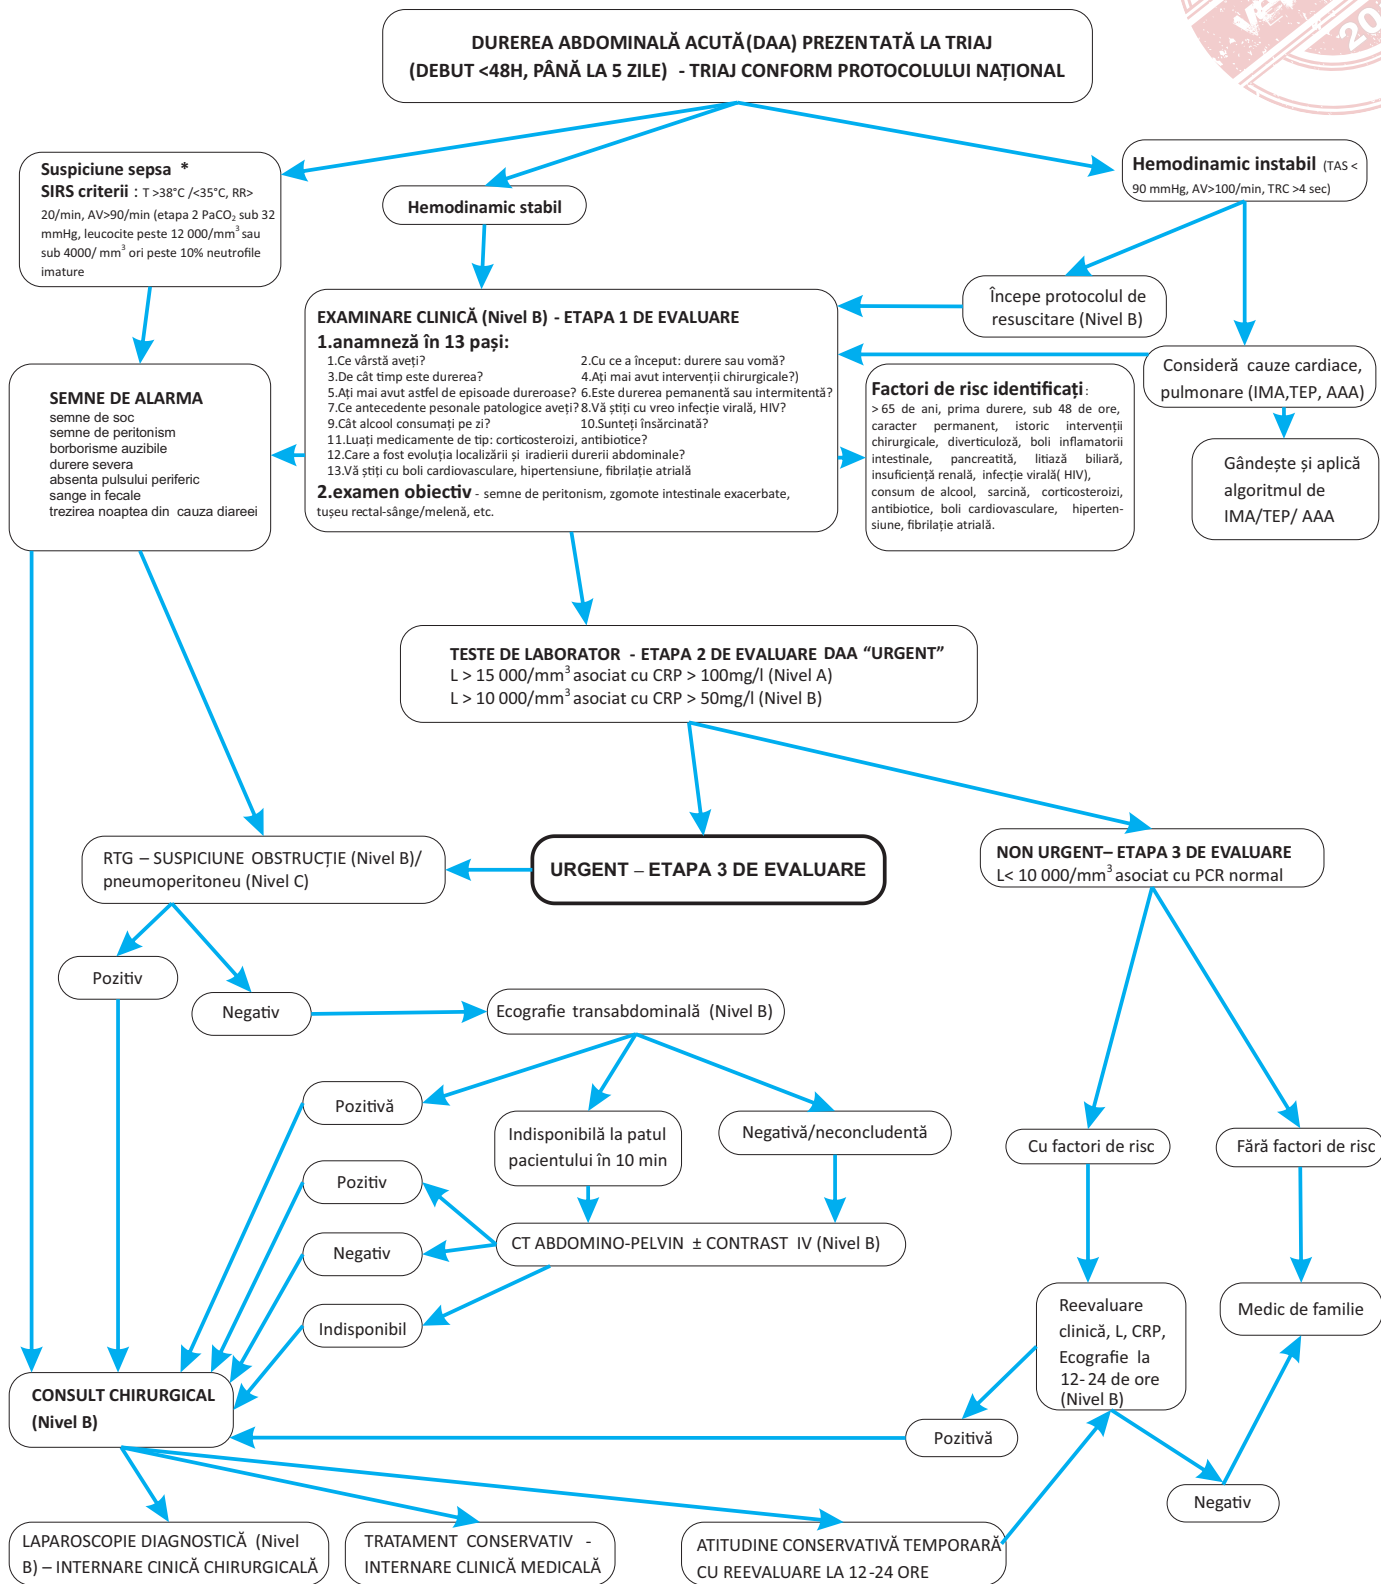 DUREREA ABDOMINALĂ ACUTĂ(DAA) PREZENTATĂ LA TRIAJ
(DEBUT <48H, PÂNĂ LA 5 ZILE) - TRIAJ CONFORM PROTOCOLULUI NAȚIONAL
20
Suspiciune sepsa *
SIRS criterii : T >38°C /<35°C, RR>
20/min, AV>90/min (etapa 2 PaCO₂ sub 32
mmHg, leucocite peste 12 000/mm³ sau
sub 4000/ mm³ ori peste 10% neutrofile
imature
Hemodinamic stabil
Hemodinamic instabil (TAS <
90 mmHg, AV>100/min, TRC >4 sec)
Începe protocolul de
resuscitare (Nivel B)
EXAMINARE CLINICĂ (Nivel B) - ETAPA 1 DE EVALUARE
1.anamneză în 13 pași:
1.Ce vârstă aveți? 2.Cu ce a început: durere sau vomă?
3.De cât timp este durerea? 4.Ați mai avut intervenții chirurgicale?)
5.Ați mai avut astfel de episoade dureroase? 6.Este durerea pemanentă sau intermitentă?
7.Ce antecedente pesonale patologice aveți? 8.Vă știți cu vreo infecție virală, HIV?
9.Cât alcool consumați pe zi? 10.Sunteți însărcinată?
11.Luați medicamente de tip: corticosteroizi, antibiotice?
12.Care a fost evoluția localizării și iradierii durerii abdominale?
13.Vă știți cu boli cardiovasculare, hipertensiune, fibrilație atrială
2.examen obiectiv - semne de peritonism, zgomote intestinale exacerbate,
tușeu rectal-sânge/melenă, etc.
Consideră cauze cardiace,
pulmonare (IMA,TEP, AAA)
SEMNE DE ALARMA
semne de soc
semne de peritonism
borborisme auzibile
durere severa
absenta pulsului periferic
sange in fecale
trezirea noaptea din cauza diareei
Factori de risc identificați:
> 65 de ani, prima durere, sub 48 de ore,
caracter permanent, istoric intervenții
chirurgicale, diverticuloză, boli inflamatorii
intestinale, pancreatită, litiază biliară,
insuficiență renală, infecție virală( HIV),
consum de alcool, sarcină, corticosteroizi,
antibiotice, boli cardiovasculare, hiperten-
siune, fibrilație atrială.
Gândește și aplică
algoritmul de
IMA/TEP/ AAA
TESTE DE LABORATOR - ETAPA 2 DE EVALUARE DAA “URGENT”
L > 15 000/mm³ asociat cu CRP > 100mg/l (Nivel A)
L > 10 000/mm³ asociat cu CRP > 50mg/l (Nivel B)
RTG – SUSPICIUNE OBSTRUCȚIE (Nivel B)/
pneumoperitoneu (Nivel C)
URGENT – ETAPA 3 DE EVALUARE
NON URGENT– ETAPA 3 DE EVALUARE
L< 10 000/mm³ asociat cu PCR normal
Pozitiv
Negativ
Ecografie transabdominală (Nivel B)
Pozitivă
Indisponibilă la patul
pacientului în 10 min
Negativă/neconcludentă
Cu factori de risc
Fără factori de risc
Pozitiv
Negativ
CT ABDOMINO-PELVIN ± CONTRAST IV (Nivel B)
Indisponibil
Reevaluare
clinică, L, CRP,
Ecografie la
12- 24 de ore
(Nivel B)
Medic de familie
CONSULT CHIRURGICAL
(Nivel B)
Pozitivă
Negativ
LAPAROSCOPIE DIAGNOSTICĂ (Nivel
B) – INTERNARE CINICĂ CHIRURGICALĂ
TRATAMENT CONSERVATIV -
INTERNARE CLINICĂ MEDICALĂ
ATITUDINE CONSERVATIVĂ TEMPORARĂ
CU REEVALUARE LA 12-24 ORE